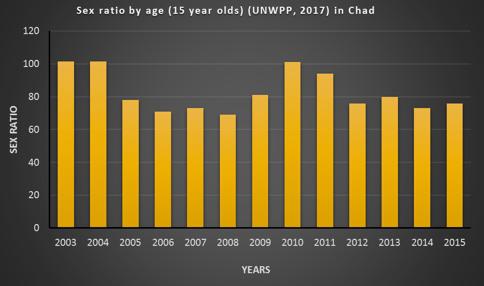 Sex ratio by age (15 year olds) (UNWPP, 2017) in Chad
120
100
80
60
40
20
0
SEX RATIO
2003 2004 2005 2006 2007 2008 2009 2010 2011 2012 2013 2014 2015
YEARS